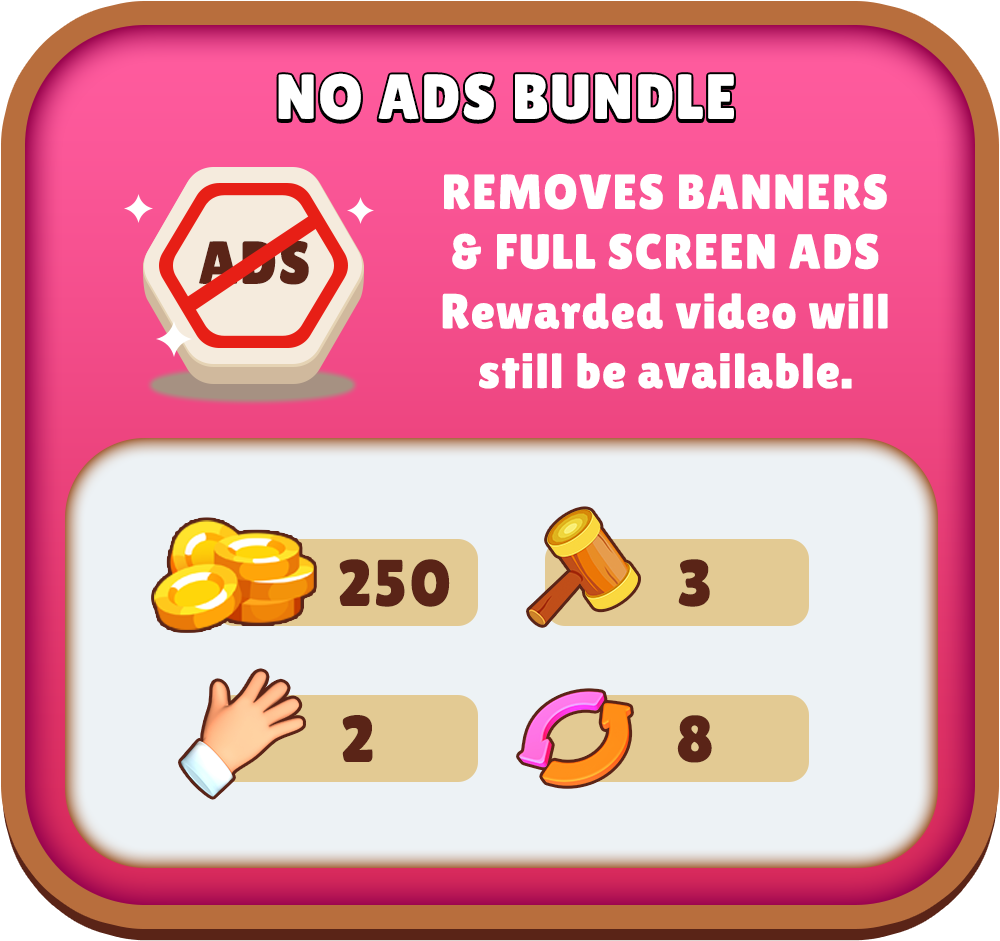 NO ADS BUNDLE
ADS
REMOVES BANNERS
& FULL SCREEN ADS
Rewarded video will
still be available.
250
3
2
8